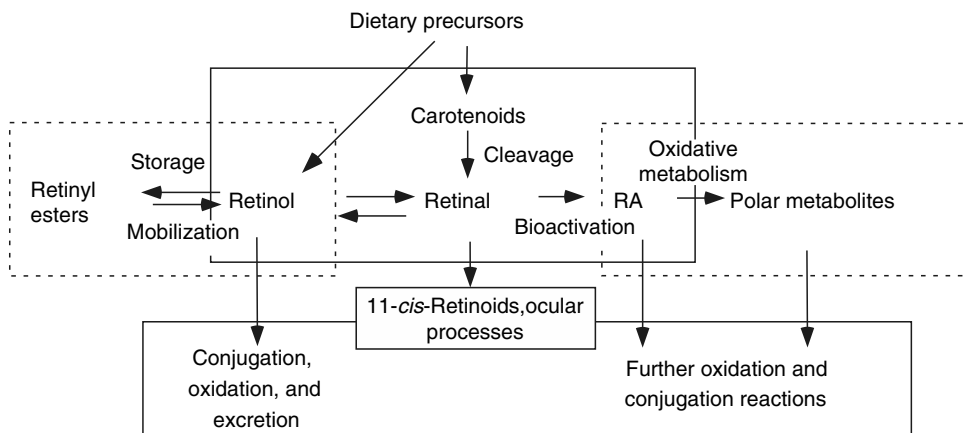 Dietary precursors
Carotenoids
Cleavage
Oxidative
metabolism
Storage
Retinyl
esters
Retinol
Retinal
RA
Polar metabolites
Mobilization
Bioactivation
11-cis-Retinoids,ocular
processes
Conjugation,
oxidation, and
excretion
Further oxidation and
conjugation reactions